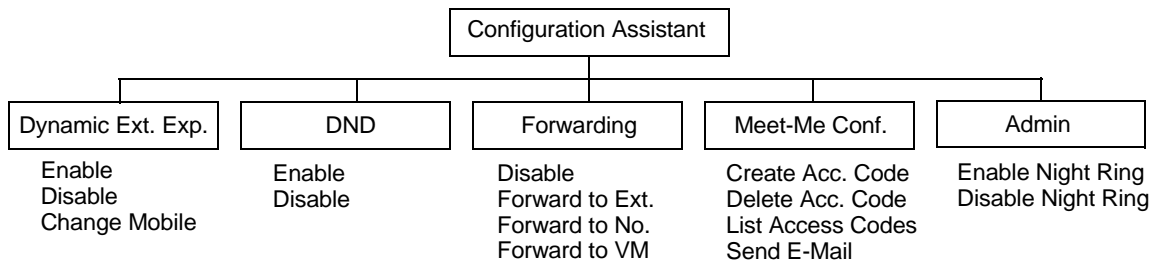 Configuration Assistant
Dynamic Ext. Exp.
Enable
Disable
Change Mobile
DND
Enable
Disable
Forwarding
Disable
Forward to Ext.
Forward to No.
Forward to VM
Meet-Me Conf.
Create Acc. Code
Delete Acc. Code
List Access Codes
Send E-Mail
Admin
Enable Night Ring
Disable Night Ring